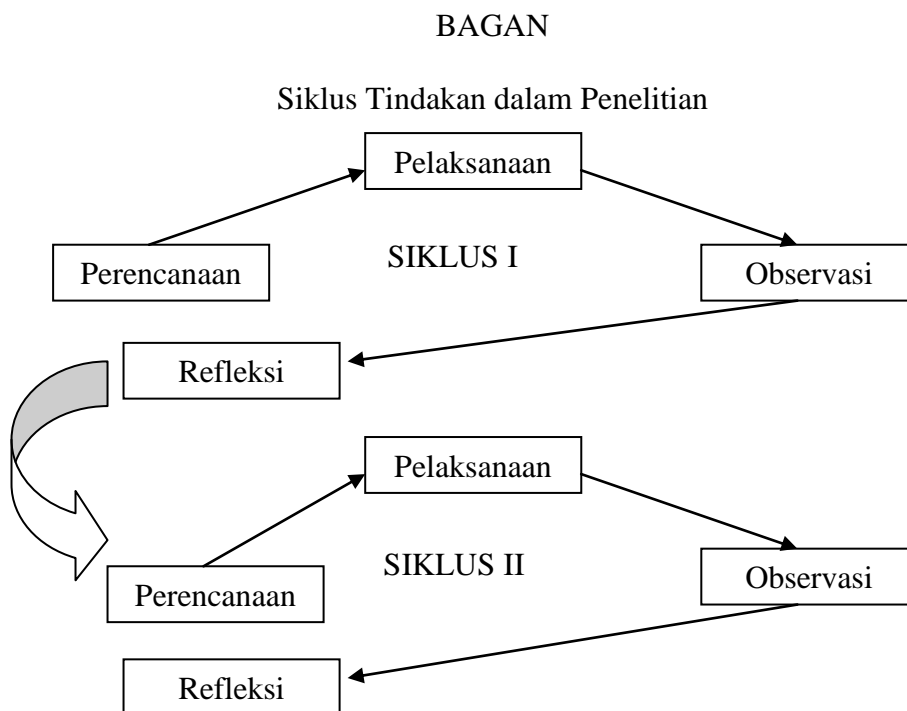 BAGAN
Siklus Tindakan dalam Penelitian
Pelaksanaan
Perencanaan
SIKLUS I
Observasi
Refleksi
Pelaksanaan
Perencanaan
SIKLUS II
Observasi
Refleksi